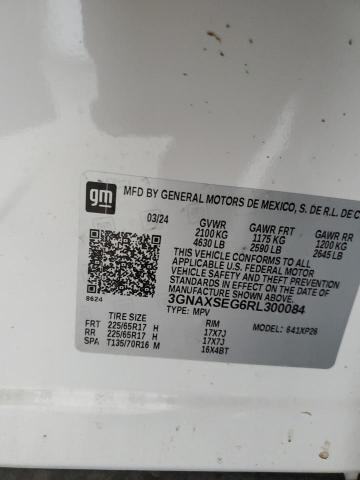 gm MFD BY GENERAL MOTORS DE MEXICO, S. DE R.L. DE C
03/24 GVWR GAWR FRT GAWR RR
2100 KG 1175 KG 1200 KG
4630 LB 2590 LB 2645 LB
THIS VEHICLE CONFORMS TO ALL
APPLICABLE FEDERAL MOTOR
VEHICLE SAFETY AND THEFT
PREVENTION STANDARDS IN
EFFECT ON THE DATE OF
MANUFACTURE SHOWN ABOVE.
3GNAXSEG6RL300084
8624
TYPE: MPV MODEL: 641XP26
TIRE SIZE RIM
FRT 225/65R17 H 17X7J
RR 225/65R17 H 17X7J
SPA T135/70R16 M 16X4BT